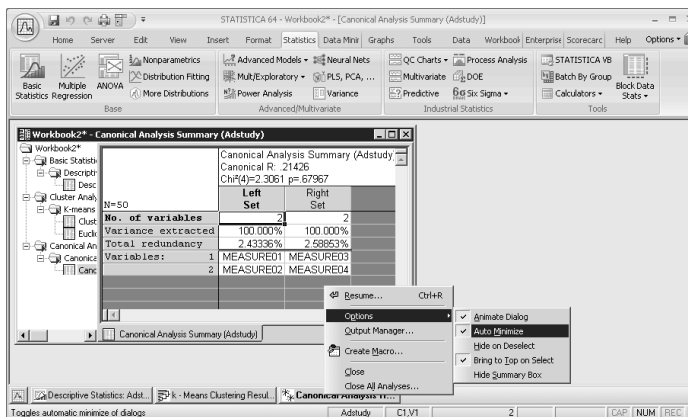 STATISTICA 64 - Workbook2* - [Canonical Analysis Summary (Adstudy)]
Home Server Edit View Insert Format Statistics Data Minir Graphs Tools Data Workbool Enterprise Scorecarc Help Options
Basic Statistics
Multiple Regression
ANOVA
Nonparametrics
Distribution Fitting
More Distributions
Base
Advanced Models
Mult/Exploratory
Power Analysis
Neural Nets
PLS, PCA, ...
Variance
Advanced/Multivariate
QC Charts
Multivariate
Predictive
Process Analysis
DOE
Six Sigma
Industrial Statistics
STATISTICA VB
Batch By Group
Calculators
Block Data Stats
Tools
Workbook2* - Canonical Analysis Summary (Adstudy)
Workbook2*
Basic Statisti
Descripti
Desc
Cluster Analy
K-means
Clust
Euclic
Canonical An
Canonica
Canc
Canonical Analysis Summary (Adstudy
Canonical R: .21426
Chi²(4)=2.3061 p=.67967
N=50 Left Set Right Set
No. of variables 2 2
Variance extracted 100.000% 100.000%
Total redundancy 2.43336% 2.58853%
Variables: 1 MEASURE01 MEASURE03
2 MEASURE02 MEASURE04
Canonical Analysis Summary (Adstudy)
Resume... Ctrl+R
Options
Output Manager...
Create Macro...
Close
Close All Analyses...
Animate Dialog
Auto Minimize
Hide on Deselect
Bring to Top on Select
Hide Summary Box
Descriptive Statistics: Adst...
k - Means Clustering Resul...
Toggles automatic minimize of dialogs
Adstudy C1,V1 2 CAP NUM REC